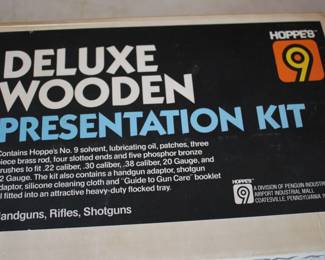 HOPPE'S
9
DELUXE
WOODEN
PRESENTATION KIT
Contains Hoppe's No. 9 solvent, lubricating oil, patches, three
piece brass rod, four slotted ends and five phosphor bronze
brushes to fit .22 caliber, .30 caliber, .38 caliber, 20 Gauge, and
12 Gauge. The kit also contains a handgun adaptor, shotgun
adaptor, silicone cleaning cloth and "Guide to Gun Care" booklet
all fitted into an attractive heavy-duty flocked tray.
Handguns, Rifles, Shotguns
HOPPE'S
9
A DIVISION OF PENGUIN INDUSTRI
AIRPORT INDUSTRIAL MALL
COATESVILLE, PENNSYLVANIA